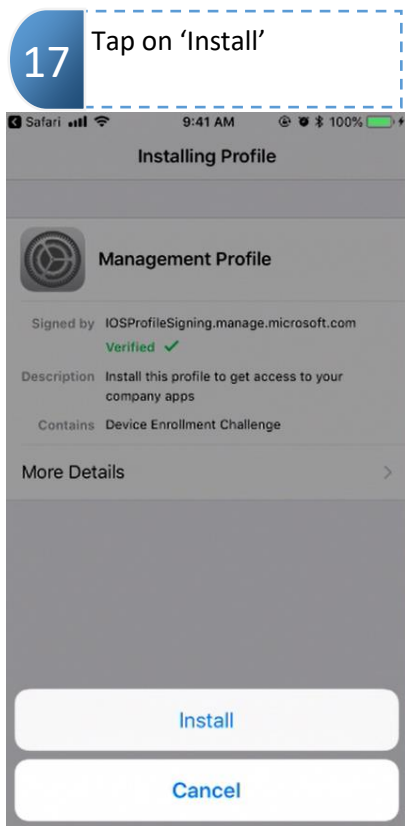 17
Tap on ‘Install’
Safari 9:41 AM 100%
Installing Profile
Management Profile
Signed by IOSProfileSigning.manage.microsoft.com
Verified ✓
Description Install this profile to get access to your
company apps
Contains Device Enrollment Challenge
More Details
Install
Cancel